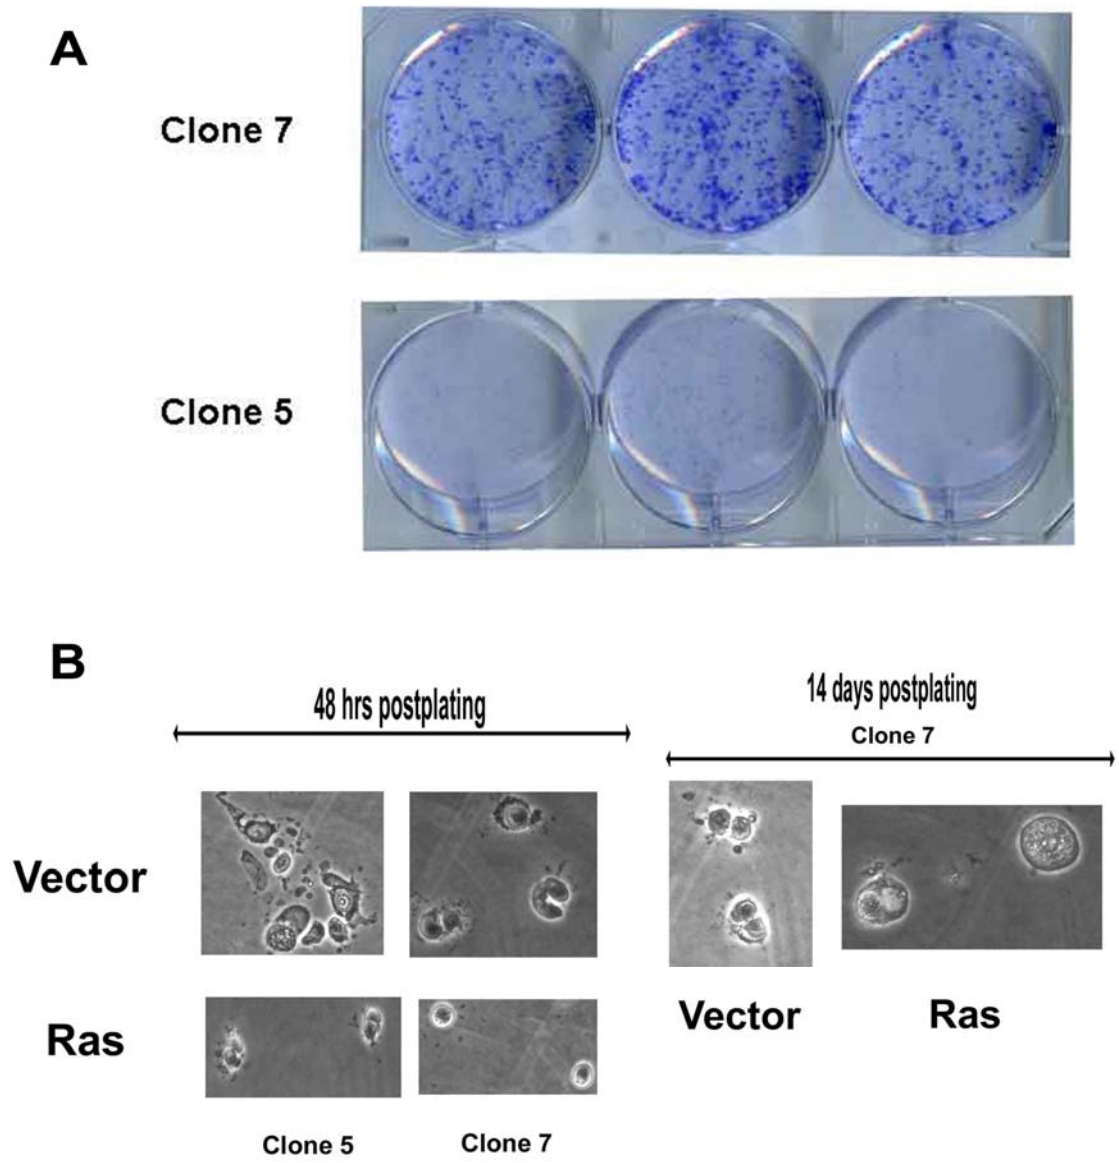 A
Clone 7
Clone 5
B
48 hrs postplating
14 days postplating
Clone 7
Vector
Ras
Vector
Ras
Clone 5
Clone 7